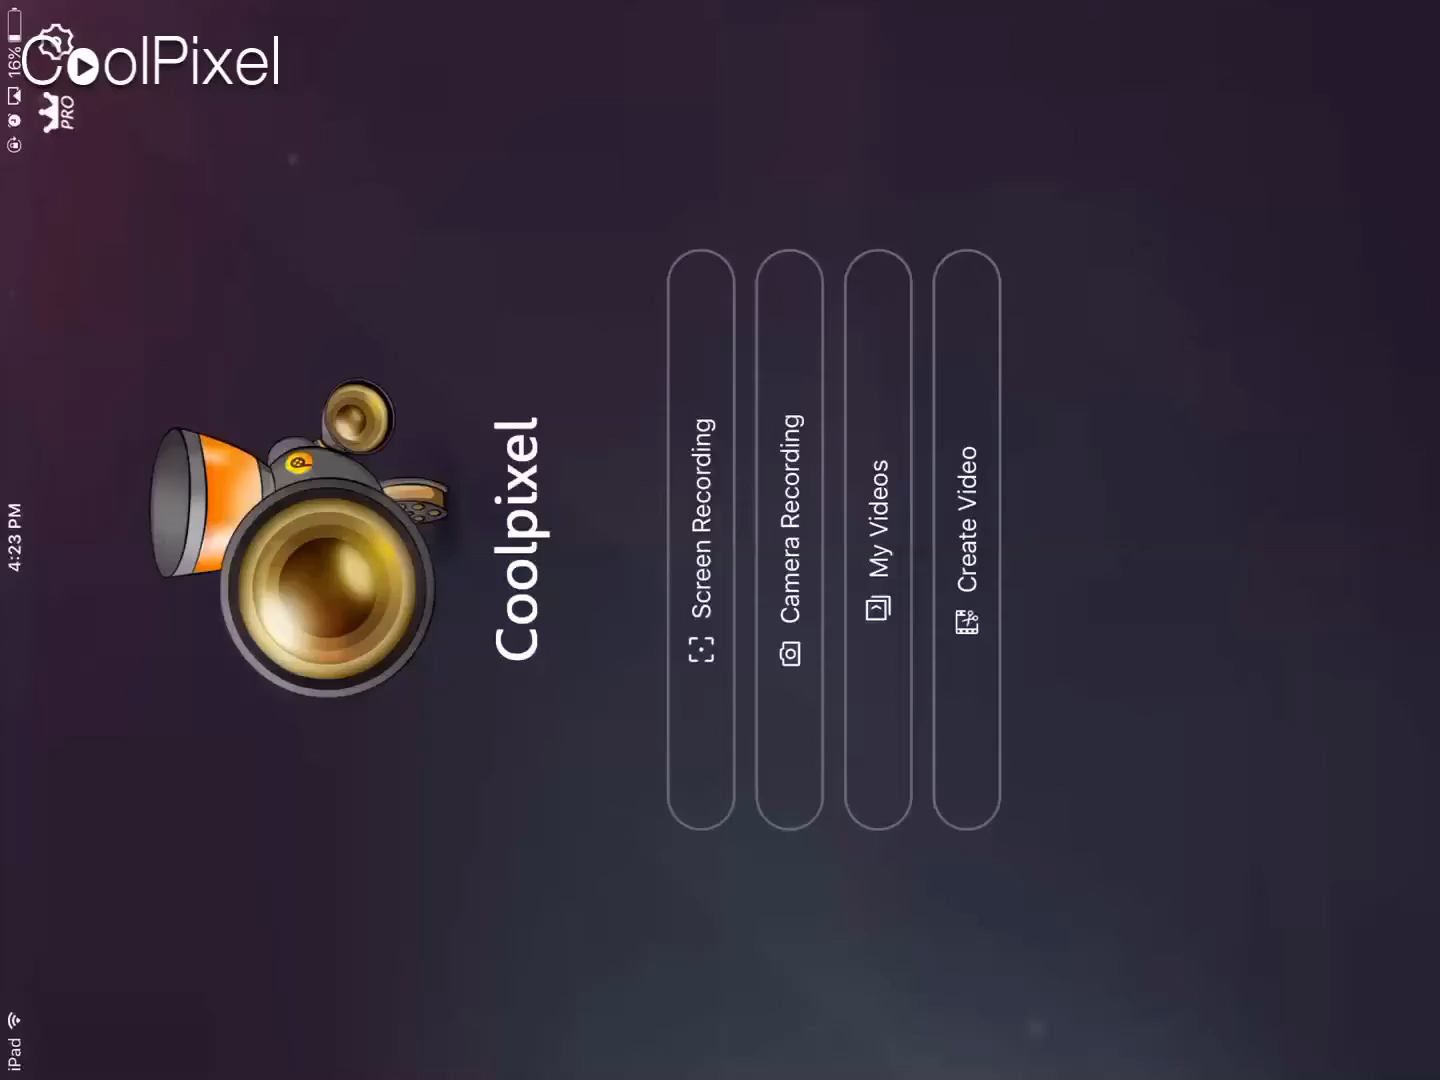 CoolPixel
iPad
4:23 PM
16%
PRO
Coolpixel
Screen Recording
Camera Recording
My Videos
Create Video